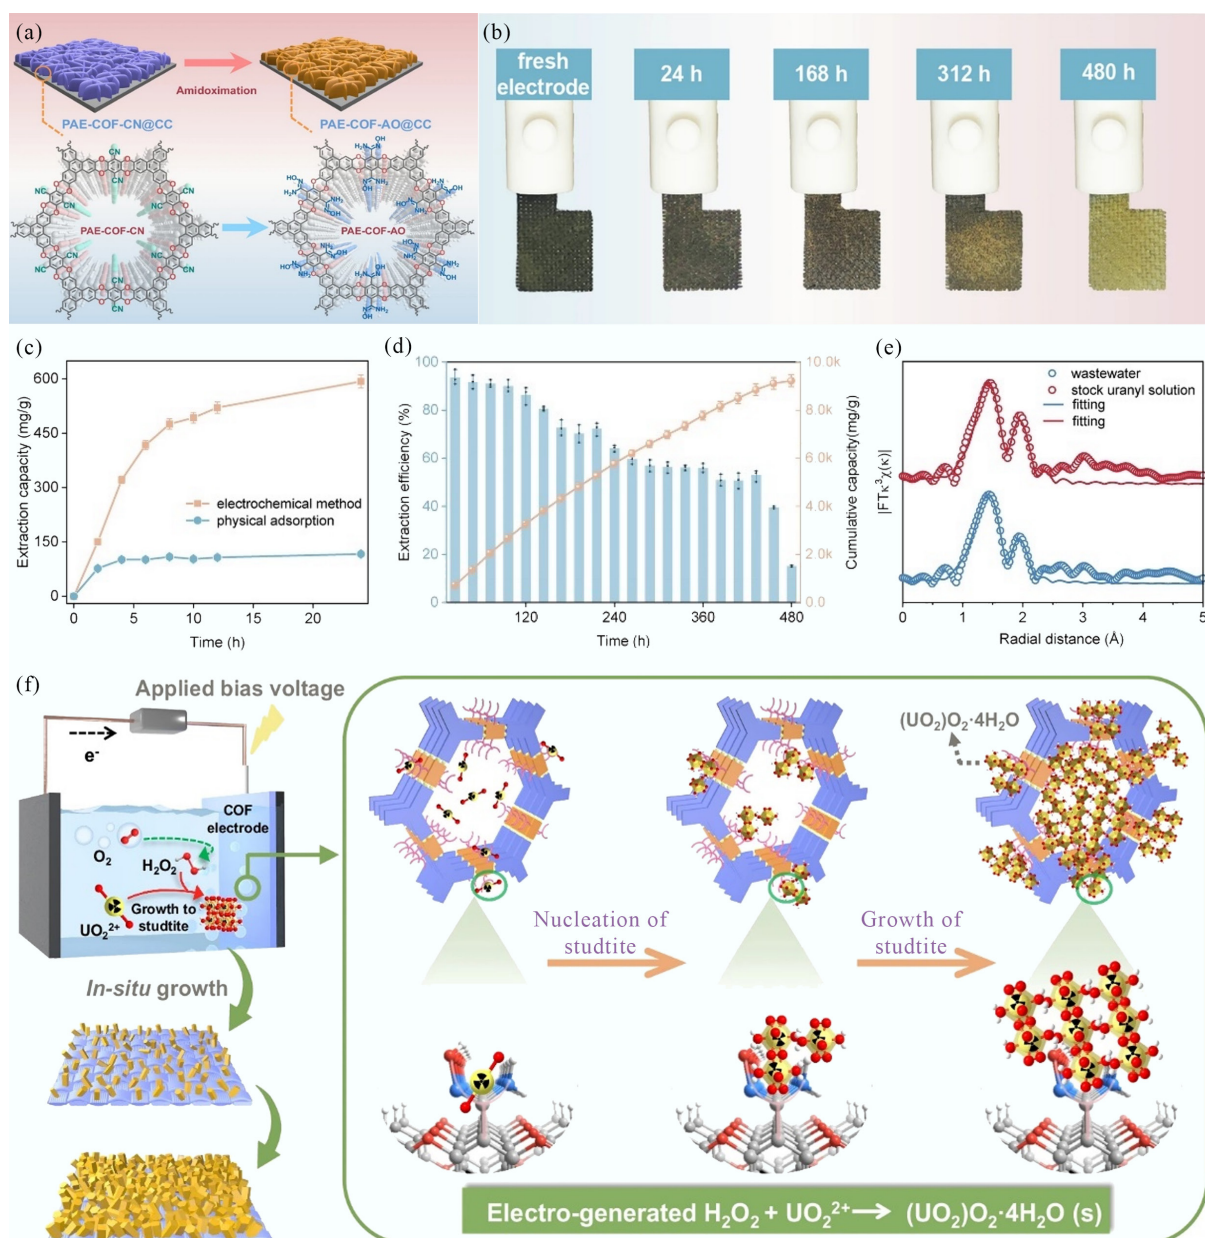 (a)
Amidoximation
PAE-COF-CN@CC
PAE-COF-AO@CC
PAE-COF-CN
PAE-COF-AO
(b)
fresh
electrode
24 h
168 h
312 h
480 h
(c)
Extraction capacity (mg/g)
600
450
300
150
0
electrochemical method
physical adsorption
0
5
10
15
20
Time (h)
(d)
Extraction efficiency (%)
100
80
60
40
20
0
120
240
360
480
Time (h)
10.0k
8.0k
6.0k
4.0k
2.0k
0.0
Cumulative capacity(mg/g)
(e)
|FTκ³χ(κ)|
wastewater
stock uranyl solution
fitting
fitting
0
1
2
3
4
5
Radial distance (Å)
(f)
Applied bias voltage
e⁻
COF
electrode
O₂
H₂O₂
UO₂²⁺
Growth to
studtite
In-situ growth
(UO₂)O₂·4H₂O
Nucleation of
studtite
Growth of
studtite
Electro-generated H₂O₂ + UO₂²⁺ → (UO₂)O₂·4H₂O (s)